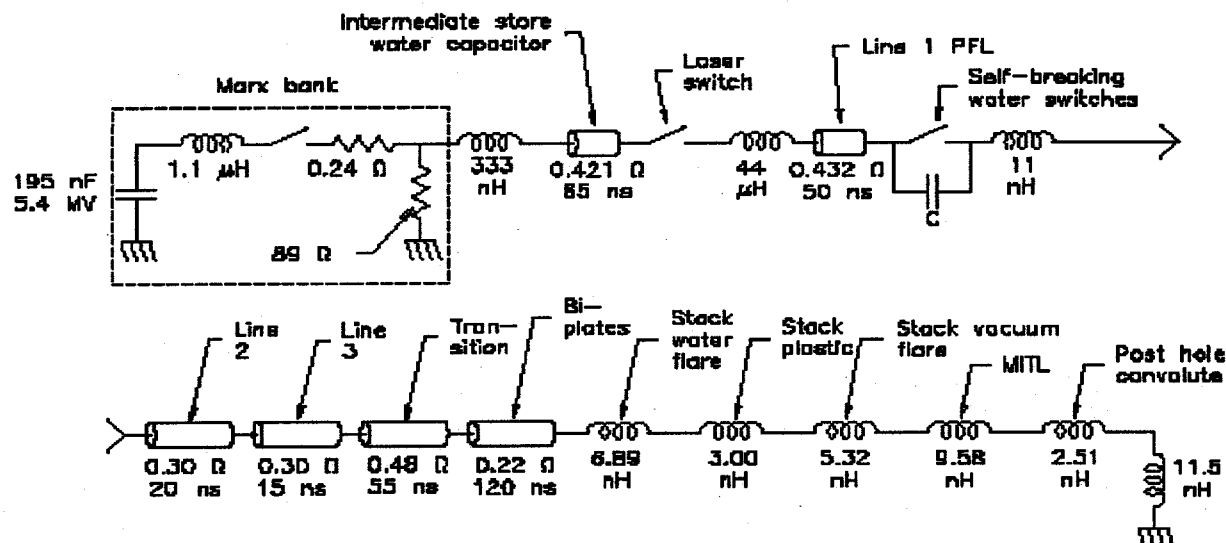 Intermediate store
water capacitor
Line 1 PFL
Laser
switch
Self-breaking
water switches
Marx bank
1.1 μH
0.24 Ω
333
nH
0.421 Ω
85 ns
44
μH
0.432 Ω
50 ns
11
nH
195 nF
5.4 MV
C
89 Ω
Line
2
Line
3
Tran-
sition
Bi-
plates
Stack
water
flare
Stack
plastic
Stack vacuum
flare
MITL
Post hole
convolute
0.30 Ω
20 ns
0.30 Ω
15 ns
0.48 Ω
55 ns
0.22 Ω
120 ns
6.89
nH
3.00
nH
5.32
nH
9.58
nH
2.51
nH
11.5
nH